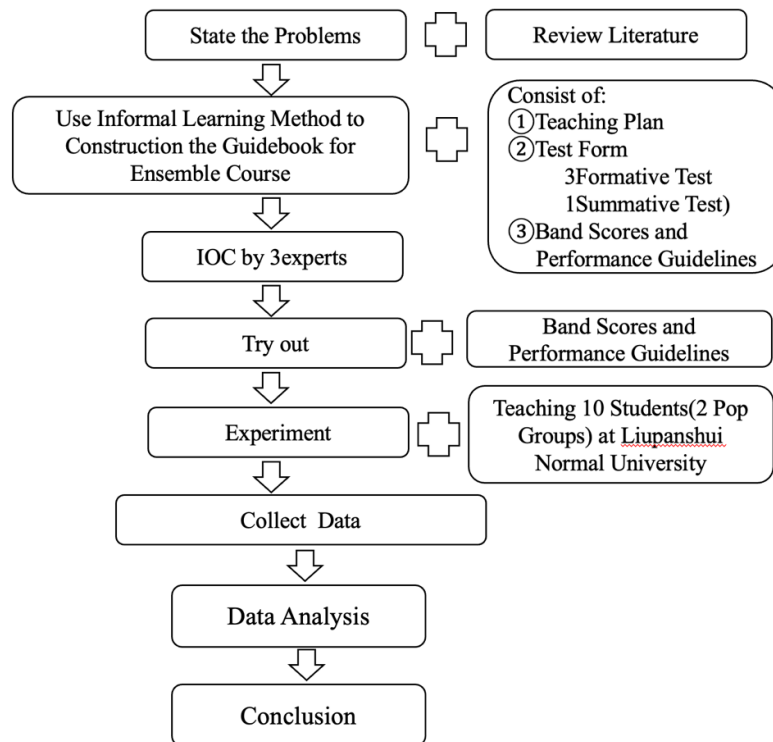 State the Problems
Review Literature
Use Informal Learning Method to
Construction the Guidebook for
Ensemble Course
Consist of:
①Teaching Plan
②Test Form
3Formative Test
1Summative Test)
③Band Scores and
Performance Guidelines
IOC by 3experts
Try out
Band Scores and
Performance Guidelines
Experiment
Teaching 10 Students(2 Pop
Groups) at Liupanshui
Normal University
Collect Data
Data Analysis
Conclusion